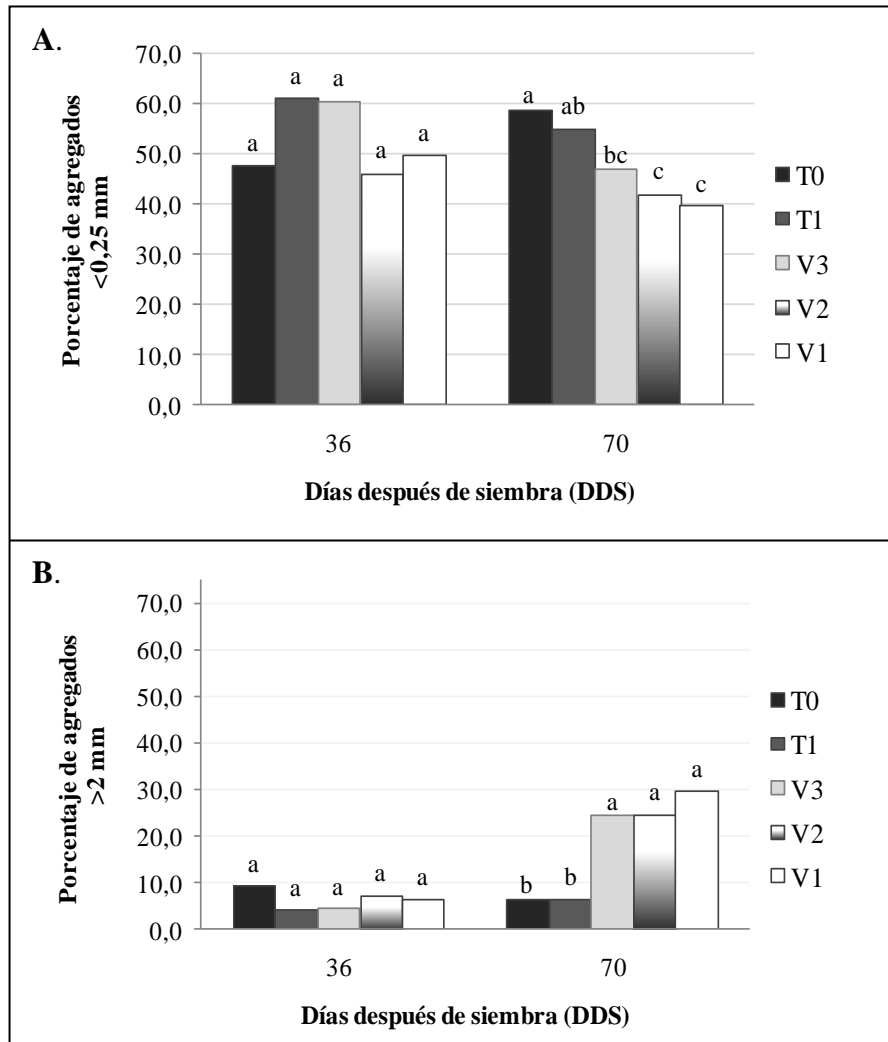 A.
Porcentaje de agregados
<0,25 mm
70,0
60,0
50,0
40,0
30,0
20,0
10,0
0,0
a
a
a
a
a
a
ab
bc
c
c
36
70
Días después de siembra (DDS)
T0
T1
V3
V2
V1
B.
Porcentaje de agregados
>2 mm
70,0
60,0
50,0
40,0
30,0
20,0
10,0
0,0
a
a
a
a
a
b
b
a
a
a
36
70
Días después de siembra (DDS)
T0
T1
V3
V2
V1